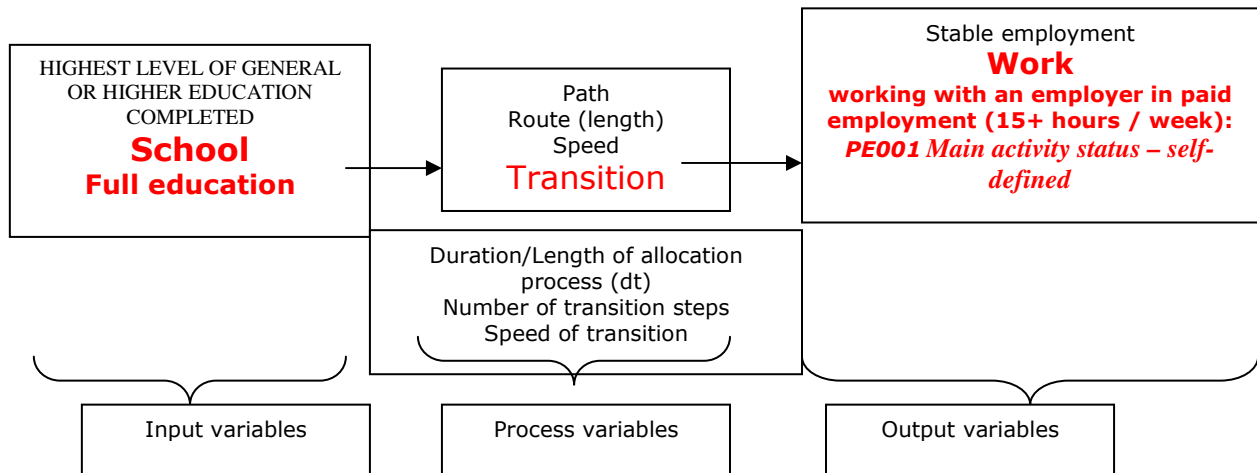 HIGHEST LEVEL OF GENERAL
OR HIGHER EDUCATION
COMPLETED
School
Full education
Path
Route (length)
Speed
Transition
Stable employment
Work
working with an employer in paid
employment (15+ hours / week):
PE001 Main activity status – self-
defined
Duration/Length of allocation
process (dt)
Number of transition steps
Speed of transition
Input variables
Process variables
Output variables